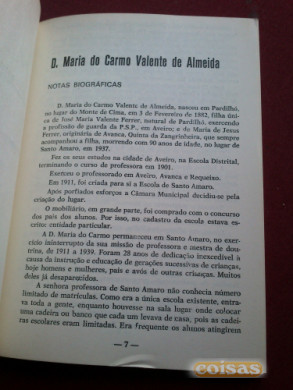 D. Maria do Carmo Valente de Almeida
NOTAS BIOGRÁFICAS
D. Maria do Carmo Valente de Almeida, nasceu em Pardilhó,
no lugar do Monte de Cima, em 3 de Fevereiro de 1882, filha úni-
ca de José Maria Valente Ferrer, natural de Pardilhó, exercendo
a profissão de guarda da P.S.P., em Aveiro; e de Maria de Jesus
Ferrer, originária de Avanca, Quinta da Zangrinheira, que sempre
acompanhou a filha, morrendo com 90 anos de idade, no lugar de
Santo Amaro, em 1937.
Fez os seus estudos na cidade de Aveiro, na Escola Distrital,
terminando o curso de professora em 1901.
Exerceu o professorado em Aveiro, Avanca e Requeixo.
Em 1911, foi criada para si a Escola de Santo Amaro.
Após porfiados esforços a Câmara Municipal decidiu-se pela
criação do lugar.
O mobiliário, em grande parte, foi comprado com o concurso
dos pais dos alunos. Por isso, no cadastro esta escola estava exis-
tente entidade particular.
A D. Maria do Carmo permaneceu em Santo Amaro, no exer-
cício ininterrupto da sua missão de professora e mestra de dou-
trina, de 1911 a 1939. Foram 28 anos de dedicação inexcedível à
causa da instrução e educação de gerações sucessivas de crianças,
hoje homens e mulheres, pais e avós de outras crianças. Muitos
deles já desaparecidos.
A senhora professora de Santo Amaro não conhecia número
limitado de matrículas. Como era a única escola existente, entra-
va toda a gente, enquanto houvesse na sala lugar onde colocar
uma cadeira ou banco que cada um levava de casa, pois as cadei-
ras escolares eram limitadas. Era frequente os alunos atingirem
— 7 —
coisas